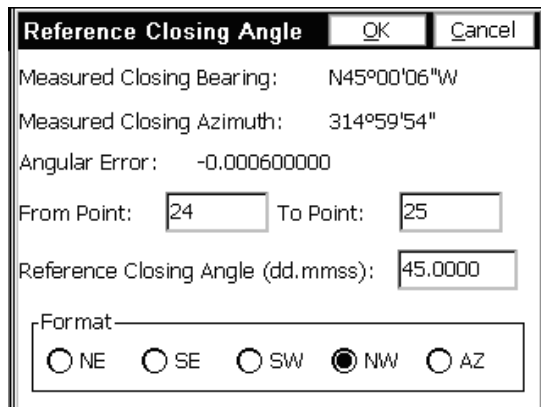 Reference Closing Angle OK Cancel
Measured Closing Bearing: N45°00'06"W
Measured Closing Azimuth: 314°59'54"
Angular Error: -0.000600000
From Point: 24 To Point: 25
Reference Closing Angle (dd.mmss): 45.0000
Format
NE SE SW NW AZ